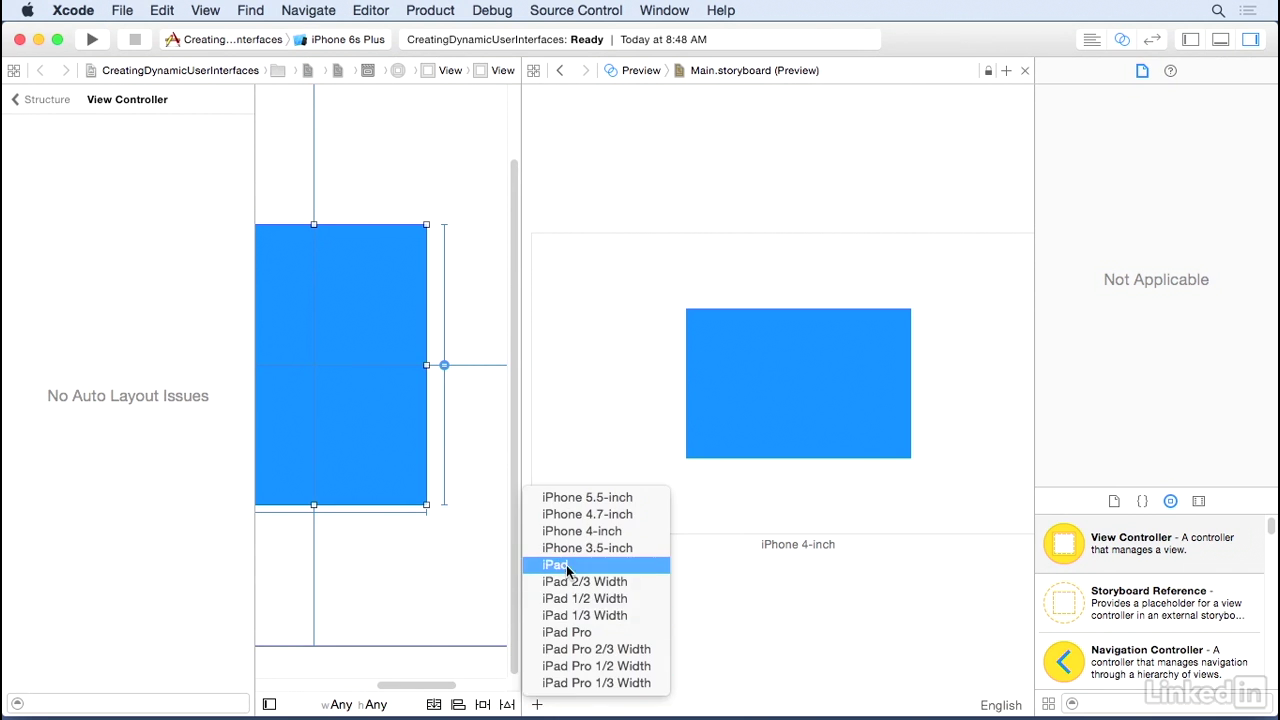 Xcode File Edit View Find Navigate Editor Product Debug Source Control Window Help
Creating...nterfaces iPhone 6s Plus CreatingDynamicUserInterfaces: Ready Today at 8:48 AM
CreatingDynamicUserInterfaces View View
Preview Main.storyboard (Preview)
Structure View Controller
No Auto Layout Issues
Not Applicable
iPhone 4-inch
iPhone 5.5-inch
iPhone 4.7-inch
iPhone 4-inch
iPhone 3.5-inch
iPad
iPad 2/3 Width
iPad 1/2 Width
iPad 1/3 Width
iPad Pro
iPad Pro 2/3 Width
iPad Pro 1/2 Width
iPad Pro 1/3 Width
View Controller - A controller
that manages a view.
Storyboard Reference -
Provides a placeholder for a view
controller in an external storybo...
Navigation Controller - A
controller that manages navigation
through a hierarchy of views.
wAny hAny
English
LinkedIn